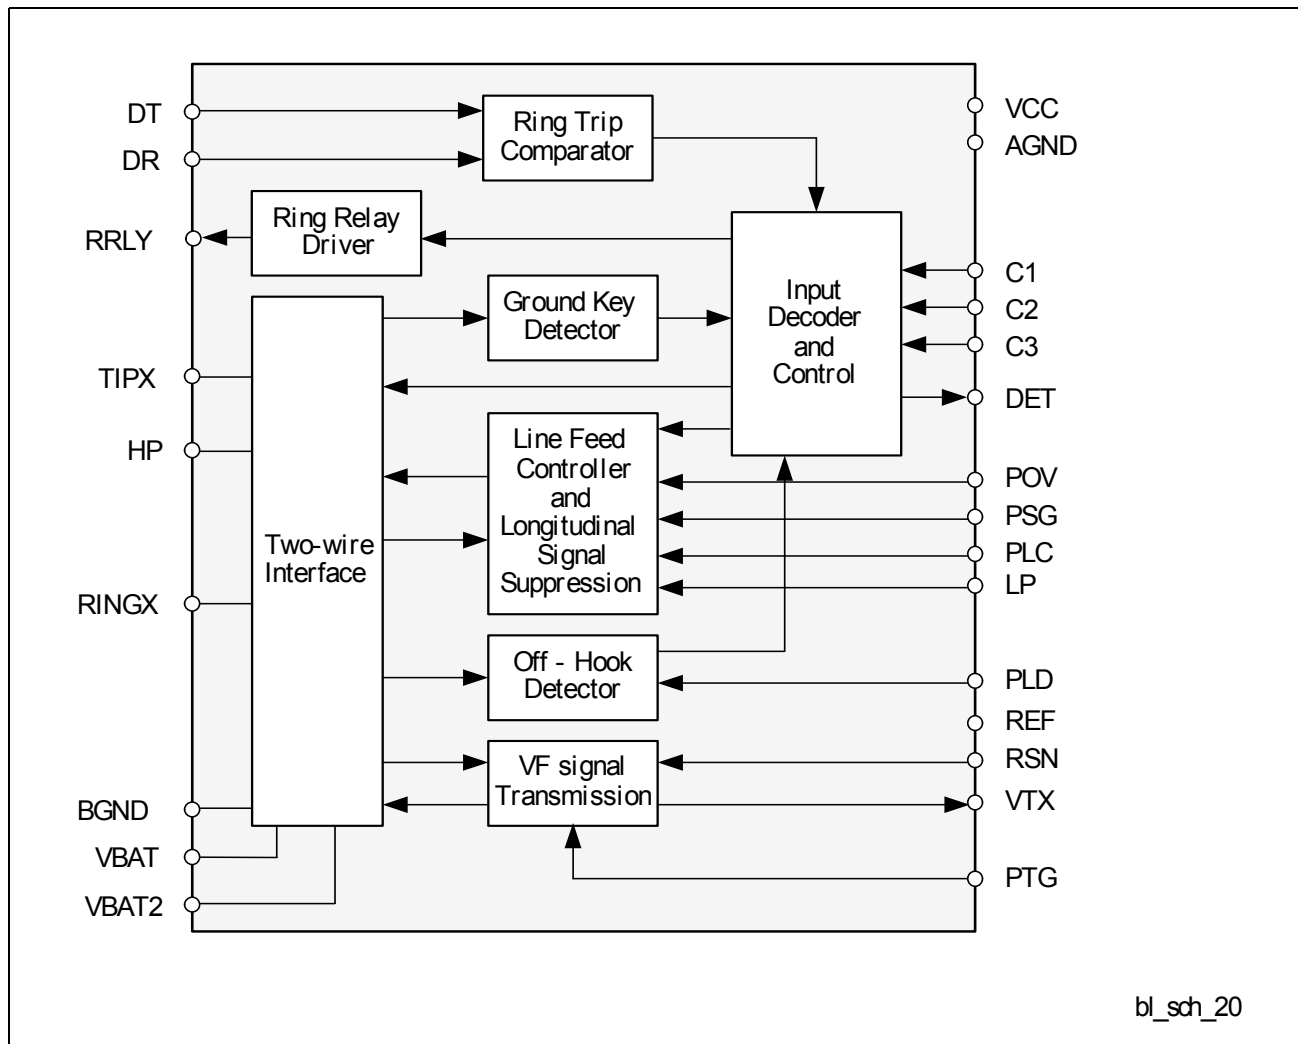 DT
DR
RRLY
TIPX
HP
RINGX
BGND
VBAT
VBAT2
Ring Trip
Comparator
Ring Relay
Driver
Ground Key
Detector
Two-wire
Interface
Line Feed
Controller
and
Longitudinal
Signal
Suppression
Off - Hook
Detector
VF signal
Transmission
Input
Decoder
and
Control
VCC
AGND
C1
C2
C3
DET
POV
PSG
PLC
LP
PLD
REF
RSN
VTX
PTG
bl_sch_20